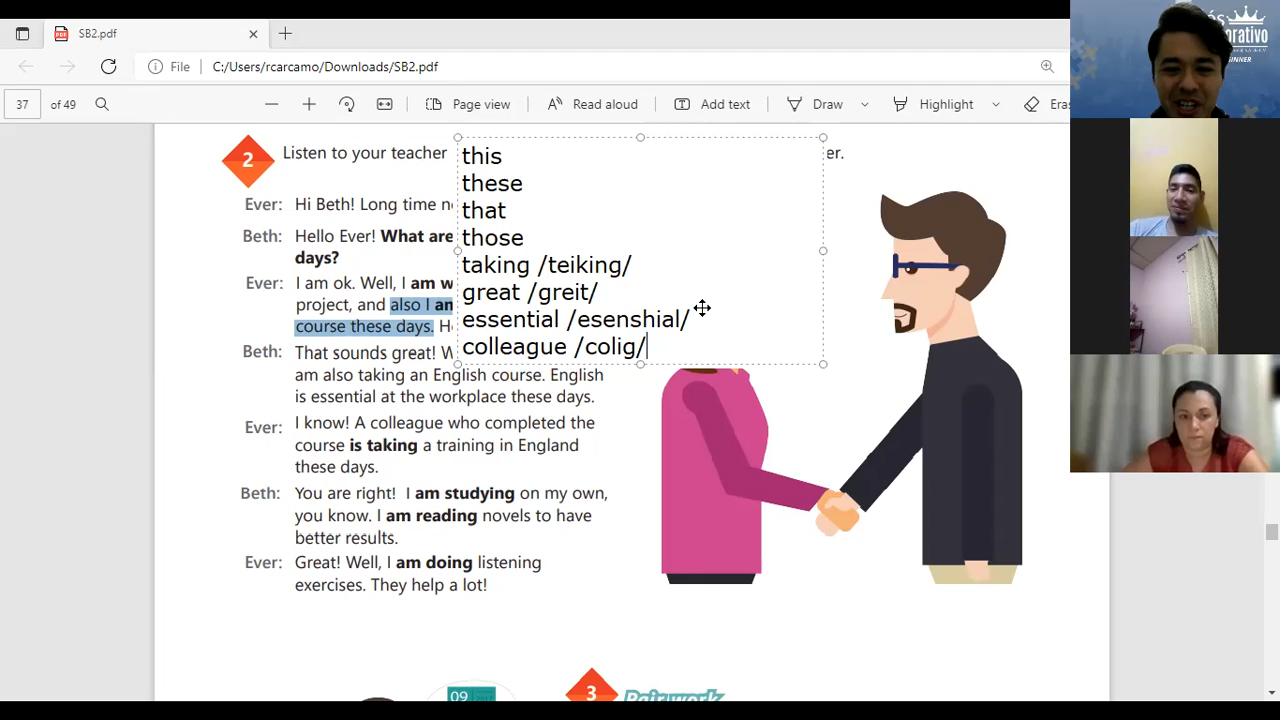 SB2.pdf
File C:/Users/rcarcamo/Downloads/SB2.pdf
37 of 49 Page view Read aloud Add text Draw Highlight
2 Listen to your teacher er.
this
these
that
those
taking /teiking/
great /greit/
essential /esenshial/
colleague /colig/
Ever: Hi Beth! Long time
Beth: Hello Ever! What are
days?
Ever: I am ok. Well, I am
project, and also I
course these days.
Beth: That sounds great!
am also taking an English course. English
is essential at the workplace these days.
Ever: I know! A colleague who completed the
course is taking a training in England
these days.
Beth: You are right! I am studying on my own,
you know. I am reading novels to have
better results.
Ever: Great! Well, I am doing listening
exercises. They help a lot!
09
3 Pair work